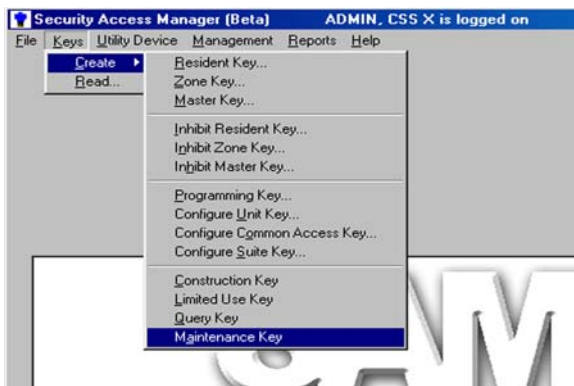 Security Access Manager (Beta) ADMIN, CSS X is logged on
File Keys Utility Device Management Reports Help
Create
Read...
Resident Key...
Zone Key...
Master Key...
Inhibit Resident Key...
Inhibit Zone Key...
Inhibit Master Key...
Programming Key...
Configure Unit Key...
Configure Common Access Key...
Configure Suite Key...
Construction Key
Limited Use Key
Query Key
Maintenance Key
SAM